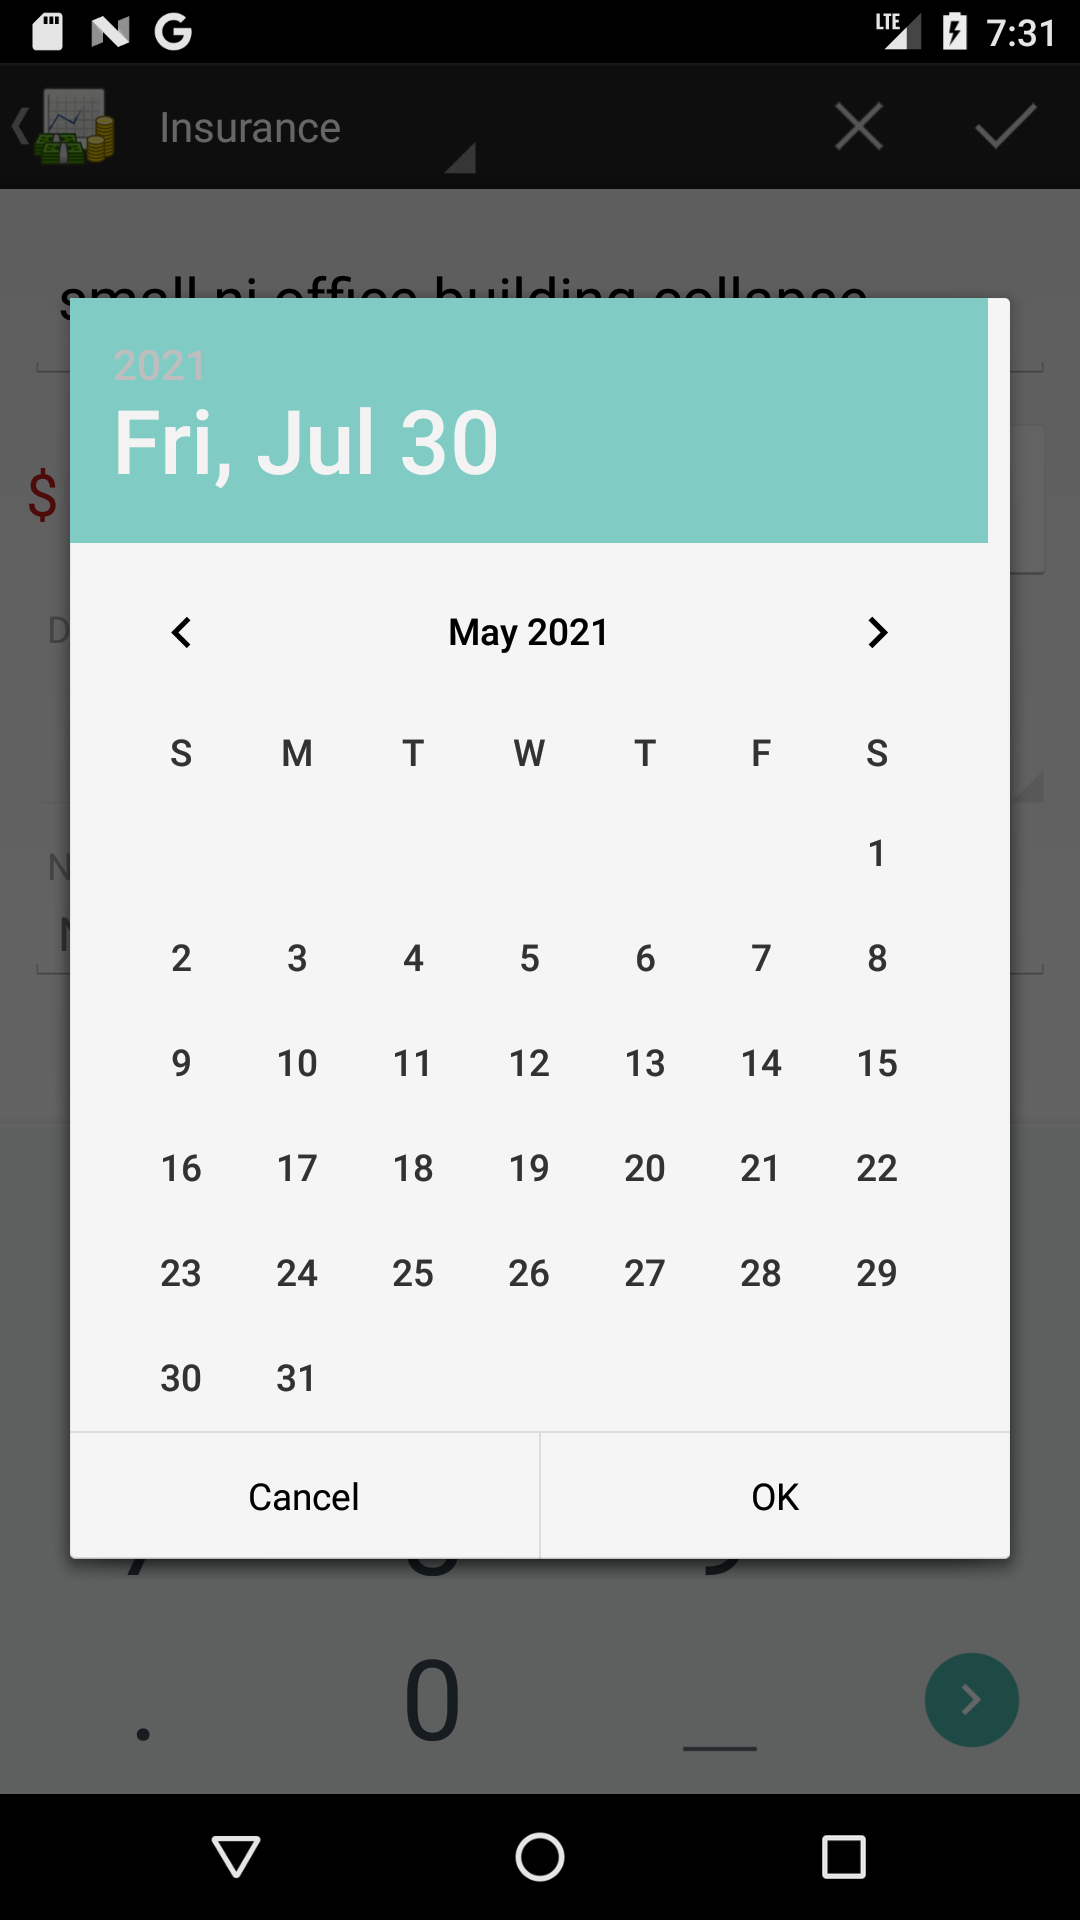 LTE 7:31
Insurance
small nj office building collapse
2021
Fri, Jul 30
$
D
May 2021
S M T W T F S
1
2 3 4 5 6 7 8
N
9 10 11 12 13 14 15
16 17 18 19 20 21 22
23 24 25 26 27 28 29
30 31
Cancel OK
. 0